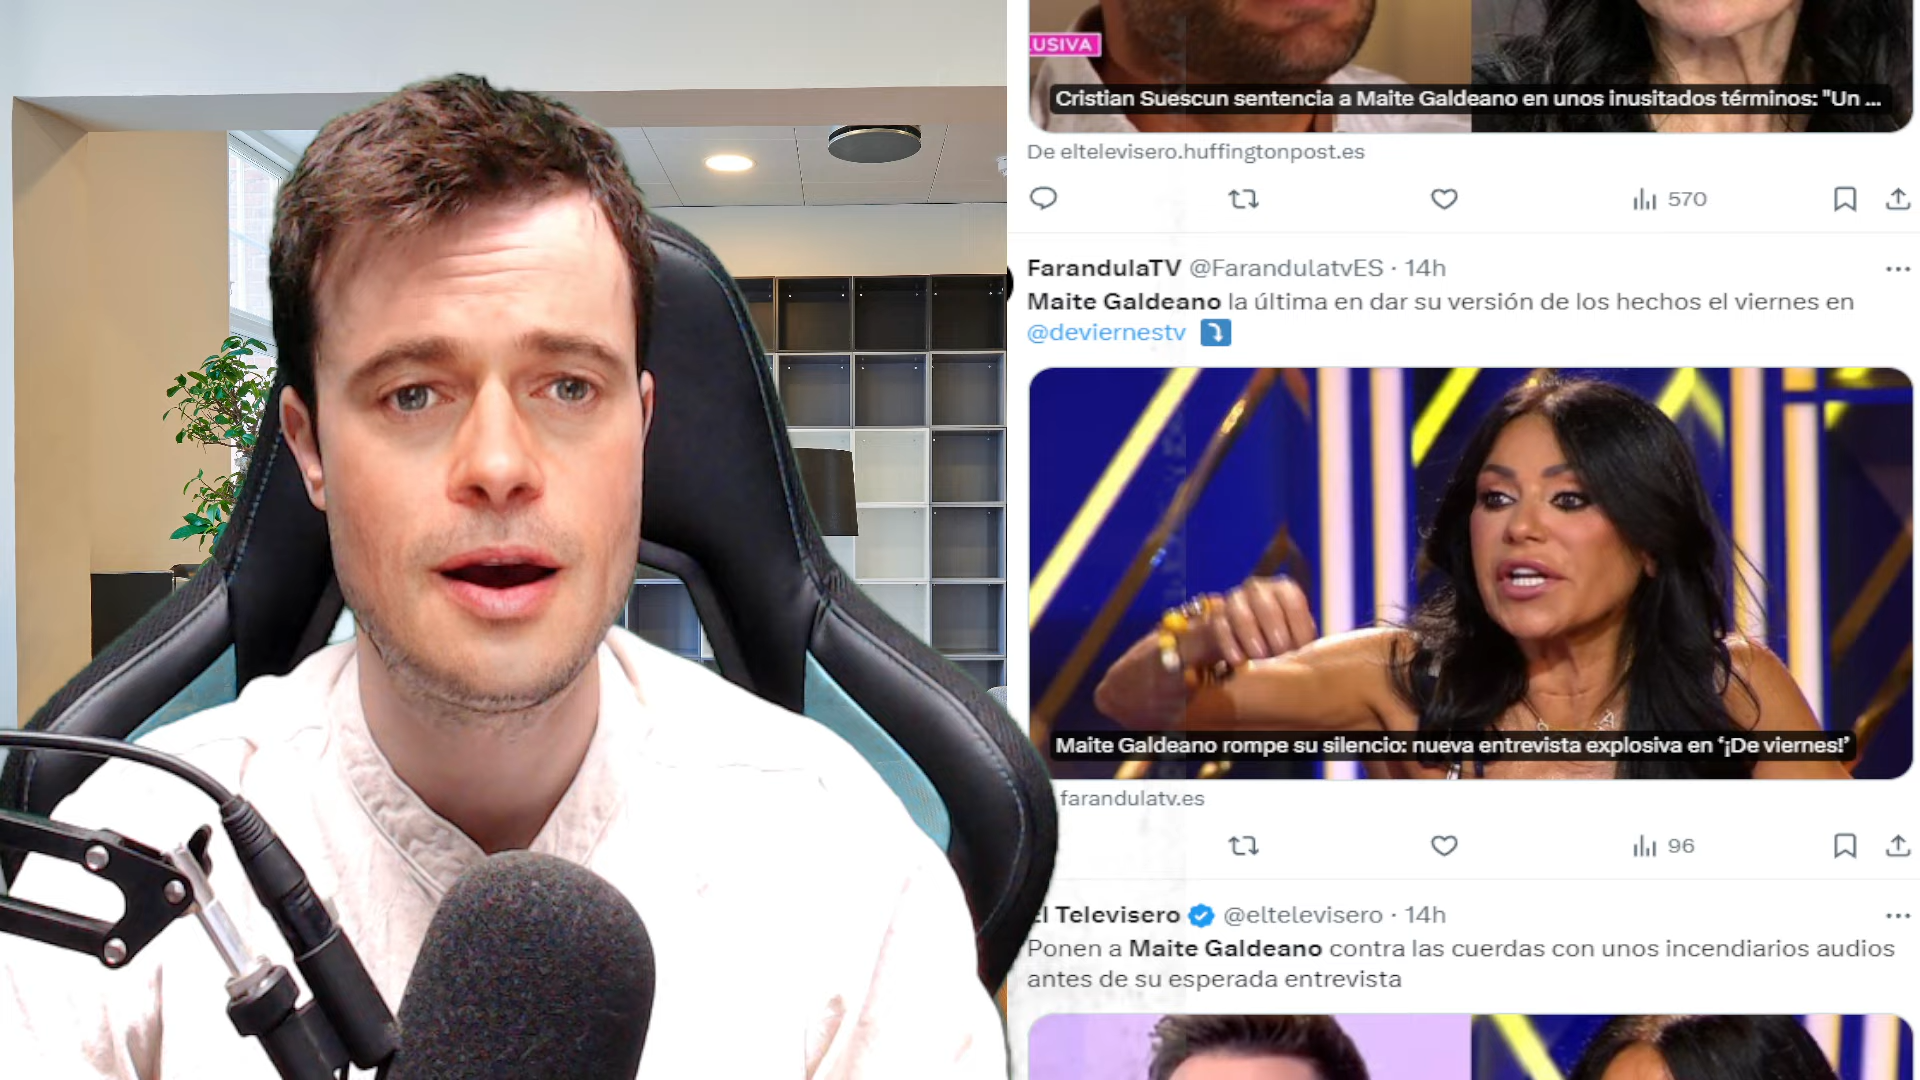 USIVA
Cristian Suescun sentencia a Maite Galdeano en unos inusitados términos: "Un ...
De eltelevisero.huffingtonpost.es
570
FarandulaTV @FarandulatvES · 14h
Maite Galdeano la última en dar su versión de los hechos el viernes en
@deviernestv
Maite Galdeano rompe su silencio: nueva entrevista explosiva en ‘¡De viernes!’
farandulatv.es
96
El Televisero @eltelevisero · 14h
Ponen a Maite Galdeano contra las cuerdas con unos incendiarios audios
antes de su esperada entrevista